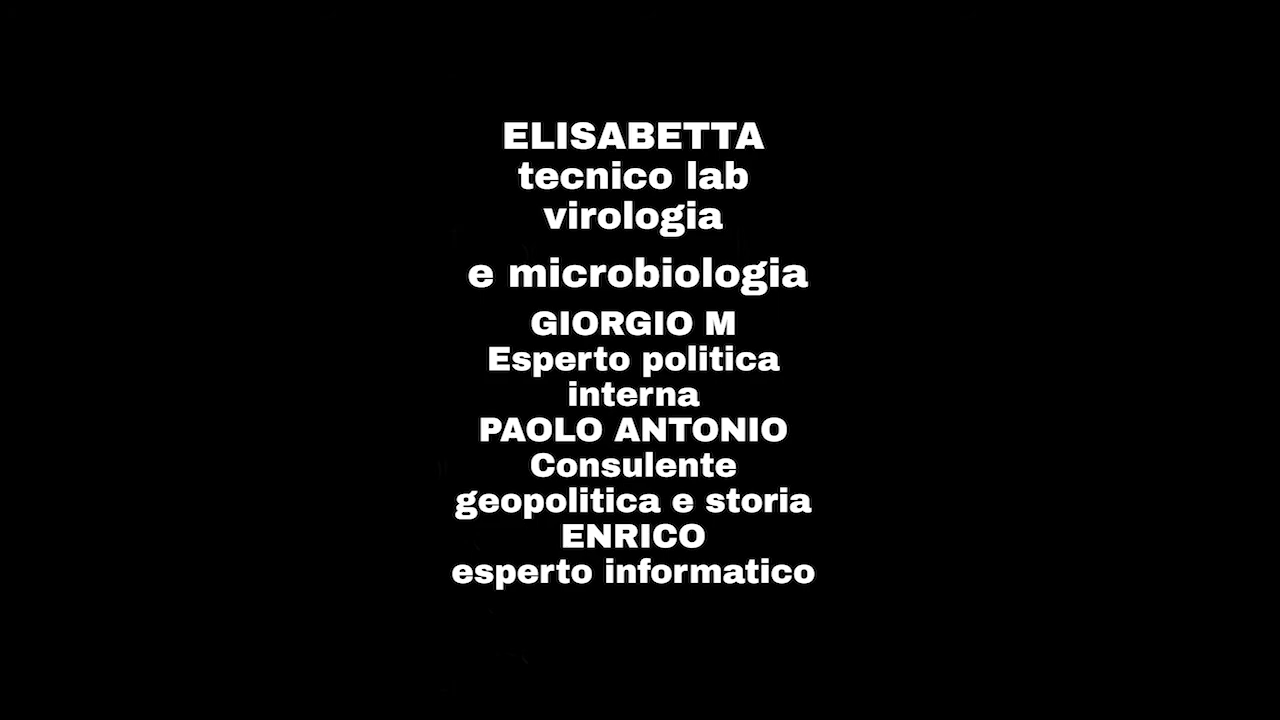 ELISABETTA
tecnico lab
virologia
e microbiologia
GIORGIO M
Esperto politica
interna
PAOLO ANTONIO
Consulente
geopolitica e storia
ENRICO
esperto informatico